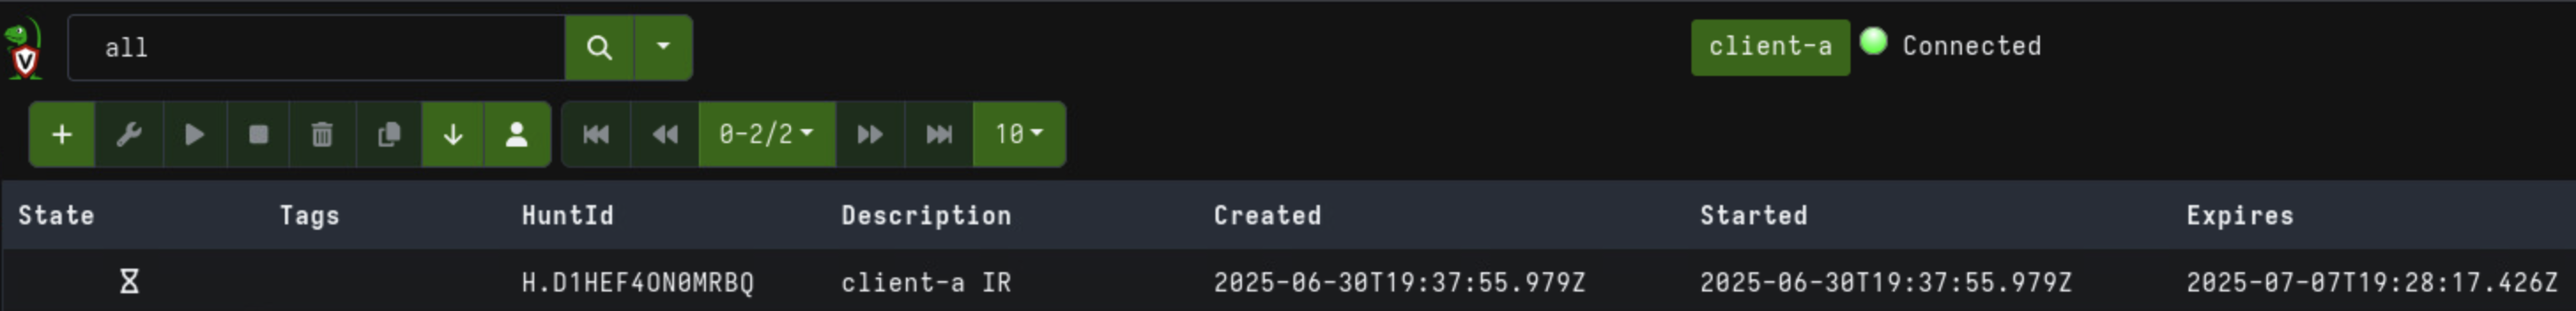 V
all
client-a Connected
0-2/2 10
State Tags HuntId Description Created Started Expires
H.D1HEF4ON0MRBQ client-a IR 2025-06-30T19:37:55.979Z 2025-06-30T19:37:55.979Z 2025-07-07T19:28:17.426Z